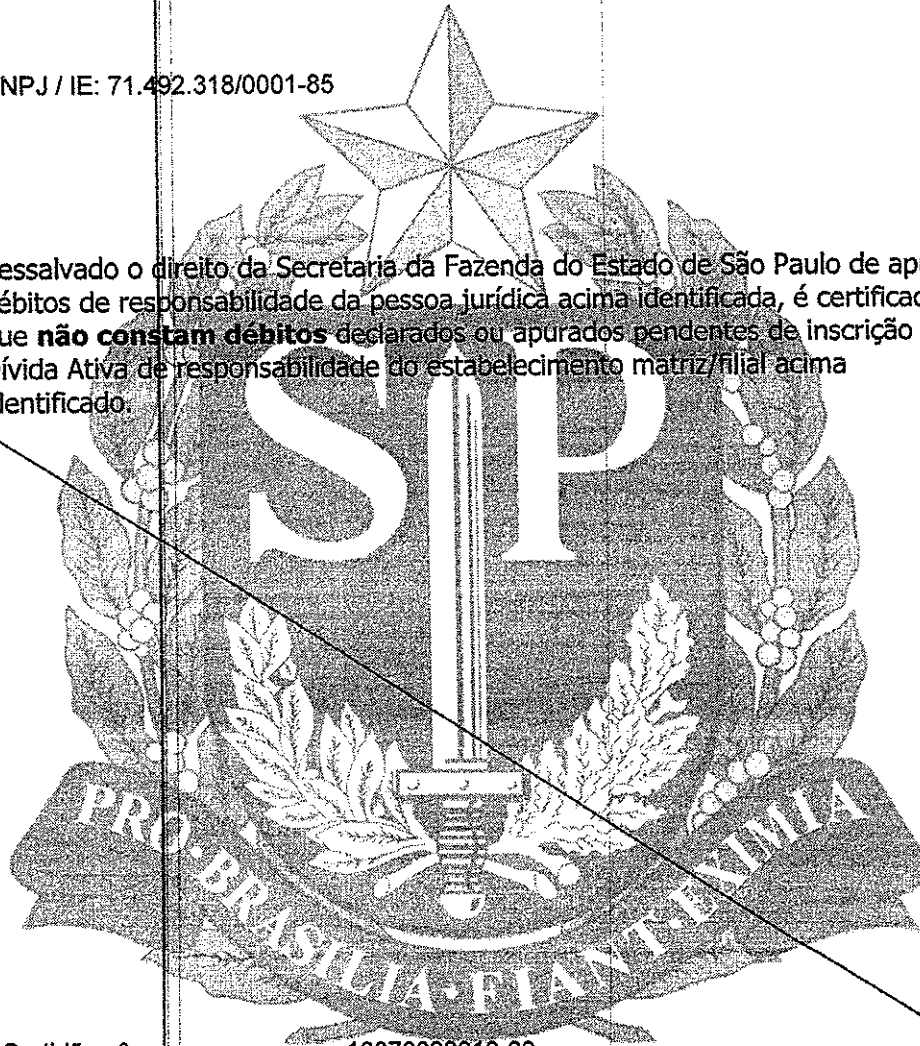 NPJ / IE: 71.492.318/0001-85
essalvado o direito da Secretaria da Fazenda do Estado de São Paulo de ap
ébitos de responsabilidade da pessoa jurídica acima identificada, é certificad
ue não constam débitos declarados ou apurados pendentes de inscrição
ívida Ativa de responsabilidade do estabelecimento matriz/filial acima
dentificado.
SP
PRO·BRASILIA·FIANT·EXIMIA